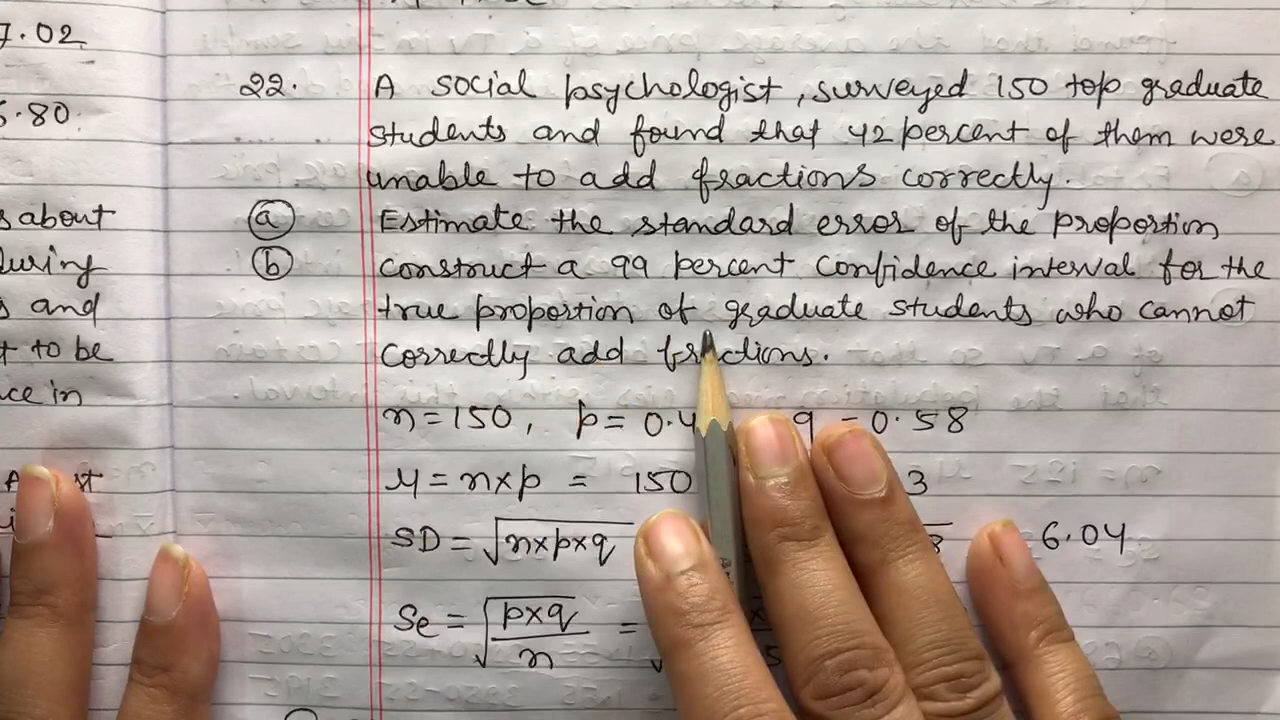 7.02
5.80
s about
during
s and
t to be
ce in
22. A social psychologist, surveyed 150 top graduate
students and found that 42 percent of them were
unable to add fractions correctly.
(a) Estimate the standard error of the proportion
(b) construct a 99 percent confidence interval for the
true proportion of graduate students who cannot
correctly add fractions.
n = 150, p = 0.4 q = 0.58
μ = n×p = 150 3
SD = √n×p×q 6.04
Se = √p×q/n =